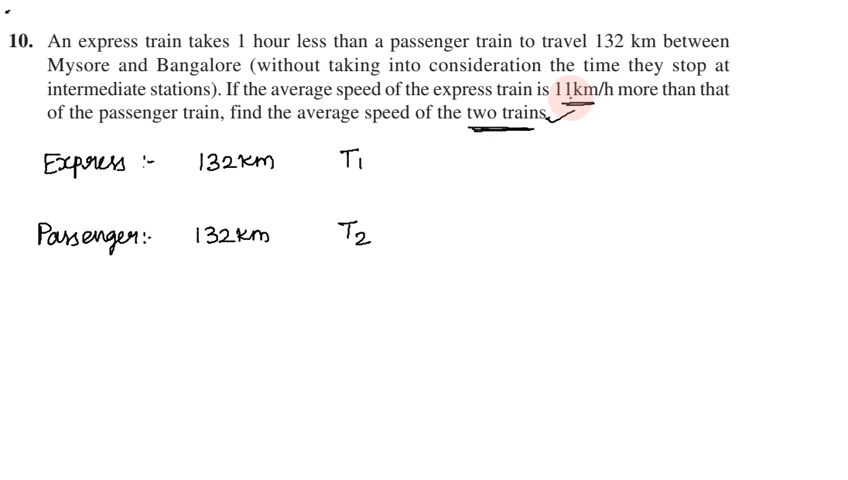 10. An express train takes 1 hour less than a passenger train to travel 132 km between
Mysore and Bangalore (without taking into consideration the time they stop at
intermediate stations). If the average speed of the express train is 11km/h more than that
of the passenger train, find the average speed of the two trains.
Express :- 132km T1
Passenger:- 132km T2